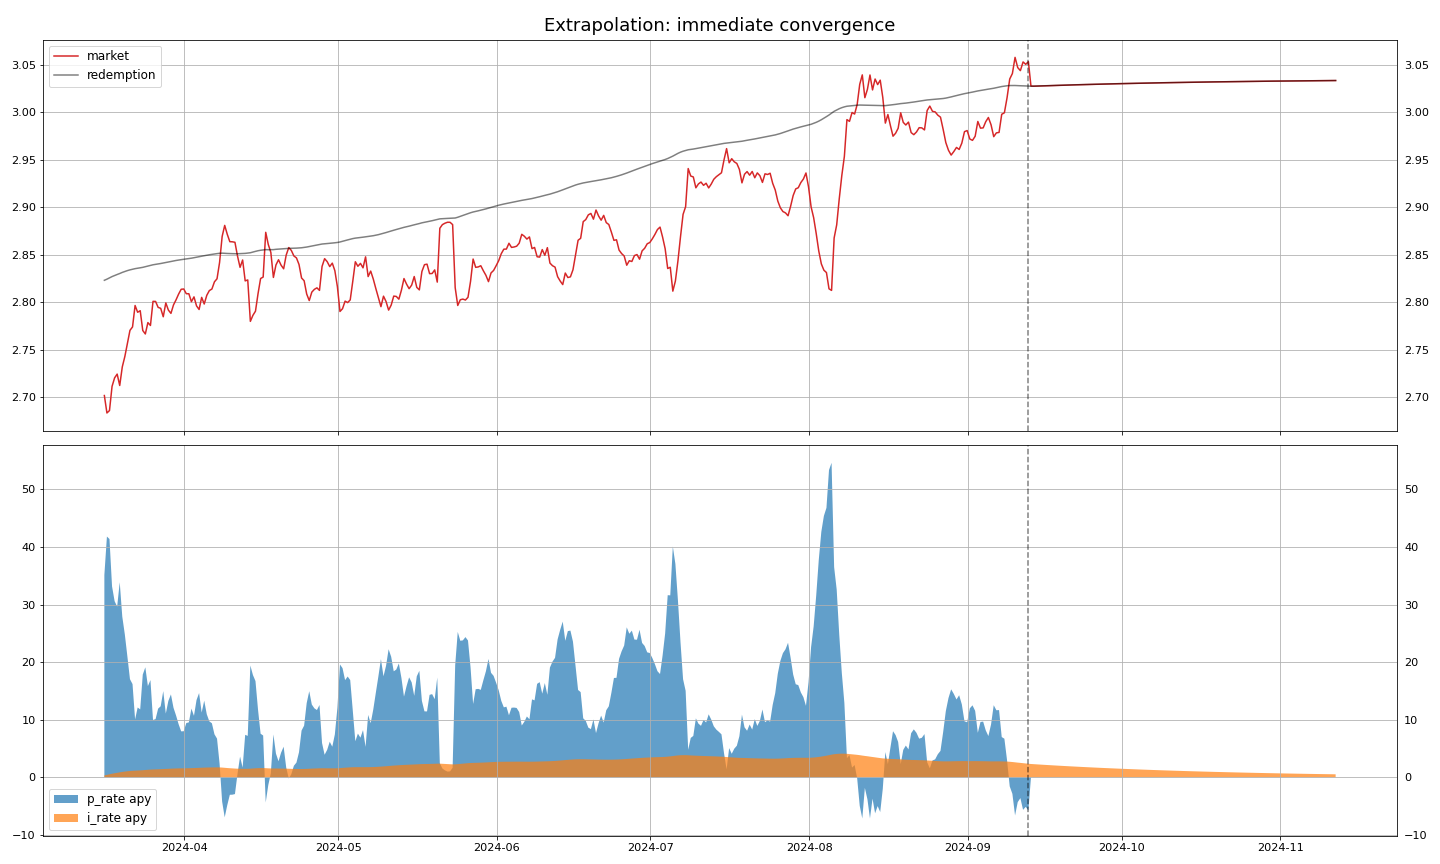 Extrapolation: immediate convergence
market
redemption
3.05 3.05
3.00 3.00
2.95 2.95
2.90 2.90
2.85 2.85
2.80 2.80
2.75 2.75
2.70 2.70
50 50
40 40
30 30
20 20
10 10
0 0
p_rate apy
i_rate apy
−10 −10
2024-04 2024-05 2024-06 2024-07 2024-08 2024-09 2024-10 2024-11